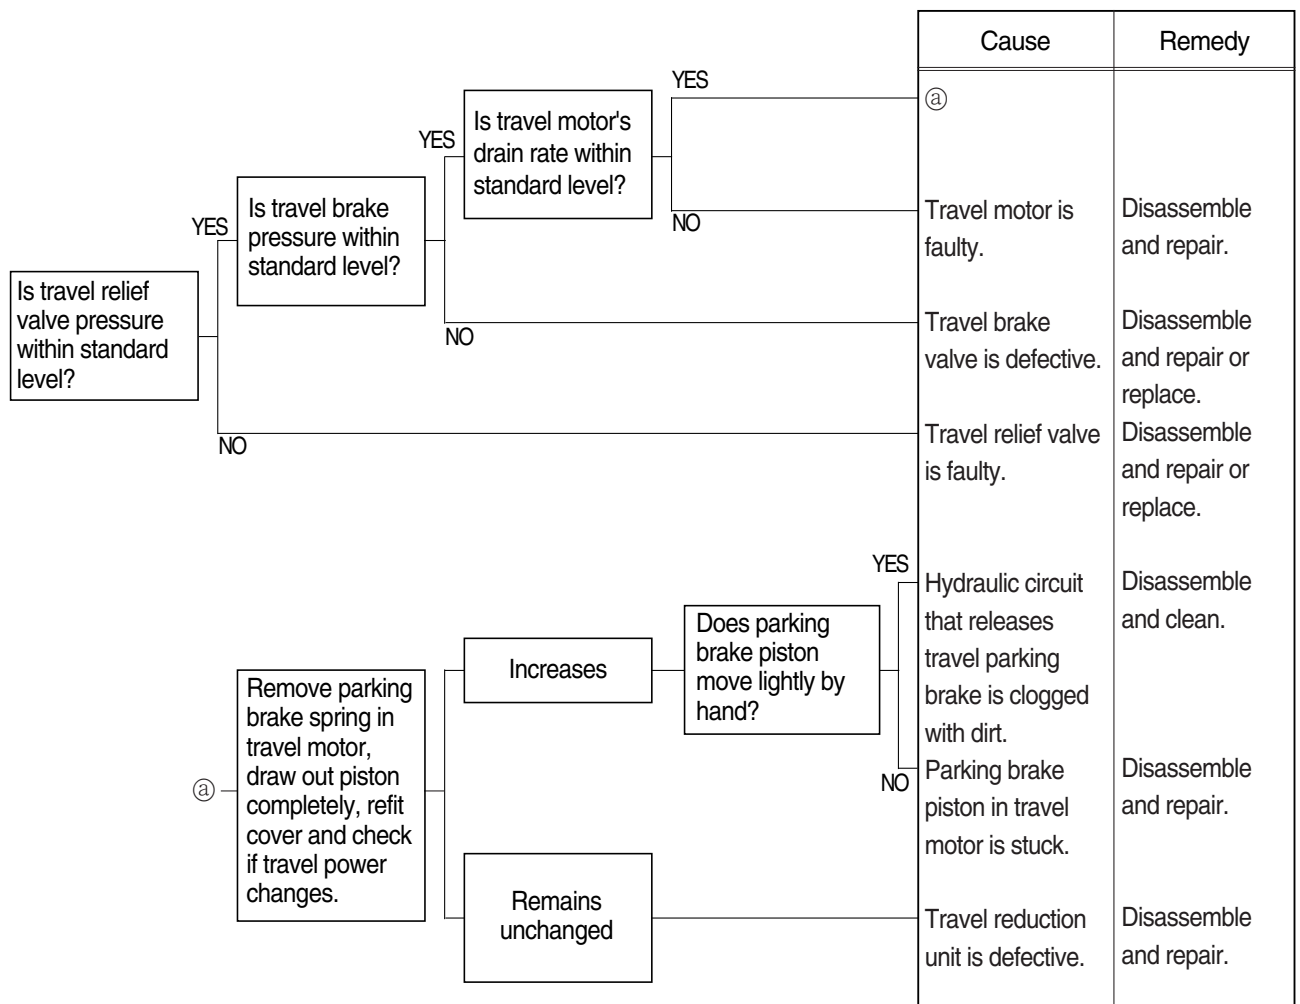 Cause
Remedy
YES
ⓐ
Is travel motor's
drain rate within
standard level?
YES
NO
Travel motor is
faulty.
Disassemble
and repair.
Is travel brake
pressure within
standard level?
YES
NO
Travel brake
valve is defective.
Disassemble
and repair or
replace.
Is travel relief
valve pressure
within standard
level?
NO
Travel relief valve
is faulty.
Disassemble
and repair or
replace.
ⓐ
Remove parking
brake spring in
travel motor,
draw out piston
completely, refit
cover and check
if travel power
changes.
Increases
Does parking
brake piston
move lightly by
hand?
YES
Hydraulic circuit
that releases
travel parking
brake is clogged
with dirt.
Disassemble
and clean.
NO
Parking brake
piston in travel
motor is stuck.
Disassemble
and repair.
Remains
unchanged
Travel reduction
unit is defective.
Disassemble
and repair.